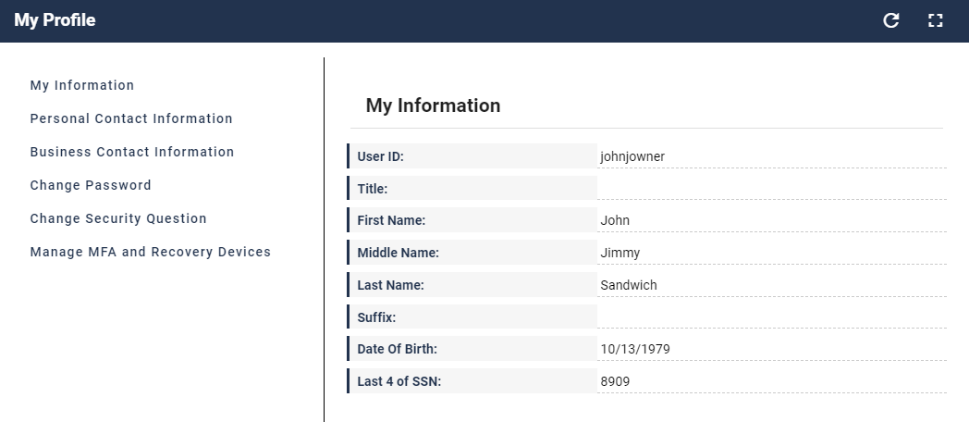 My Profile
My Information
Personal Contact Information
Business Contact Information
Change Password
Change Security Question
Manage MFA and Recovery Devices
My Information
User ID: johnjowner
Title:
First Name: John
Middle Name: Jimmy
Last Name: Sandwich
Suffix:
Date Of Birth: 10/13/1979
Last 4 of SSN: 8909